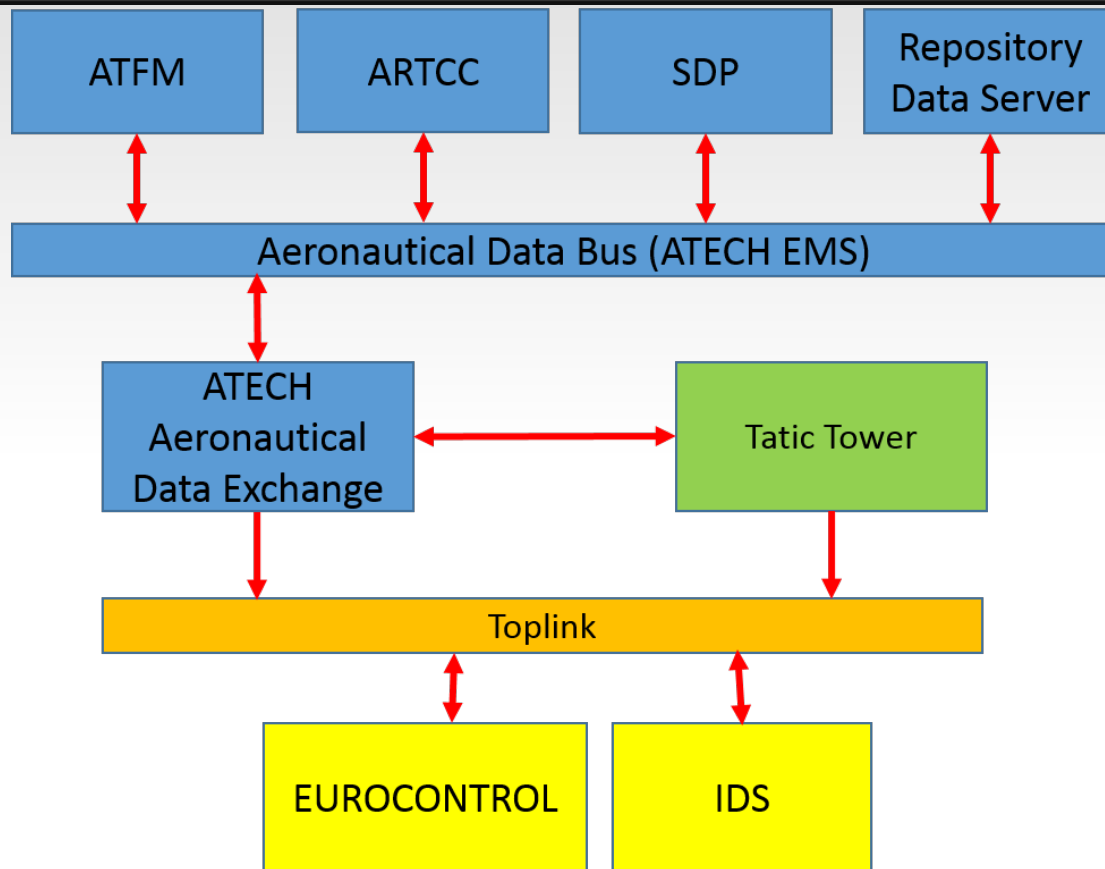 ATFM
ARTCC
SDP
Repository
Data Server
Aeronautical Data Bus (ATECH EMS)
ATECH
Aeronautical
Data Exchange
Tatic Tower
Toplink
EUROCONTROL
IDS